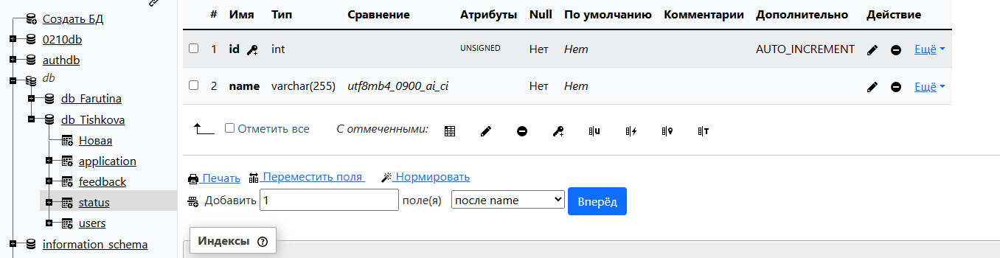 Создать БД
0210db
authdb
db
db_Farutina
db_Tishkova
Новая
application
feedback
status
users
information_schema
# Имя Тип Сравнение Атрибуты Null По умолчанию Комментарии Дополнительно Действие
1 id int UNSIGNED Нет Нет AUTO_INCREMENT Ещё
2 name varchar(255) utf8mb4_0900_ai_ci Нет Нет Ещё
Отметить все С отмеченными:
Печать Переместить поля Нормировать
Добавить 1 поле(я) после name Вперёд
Индексы